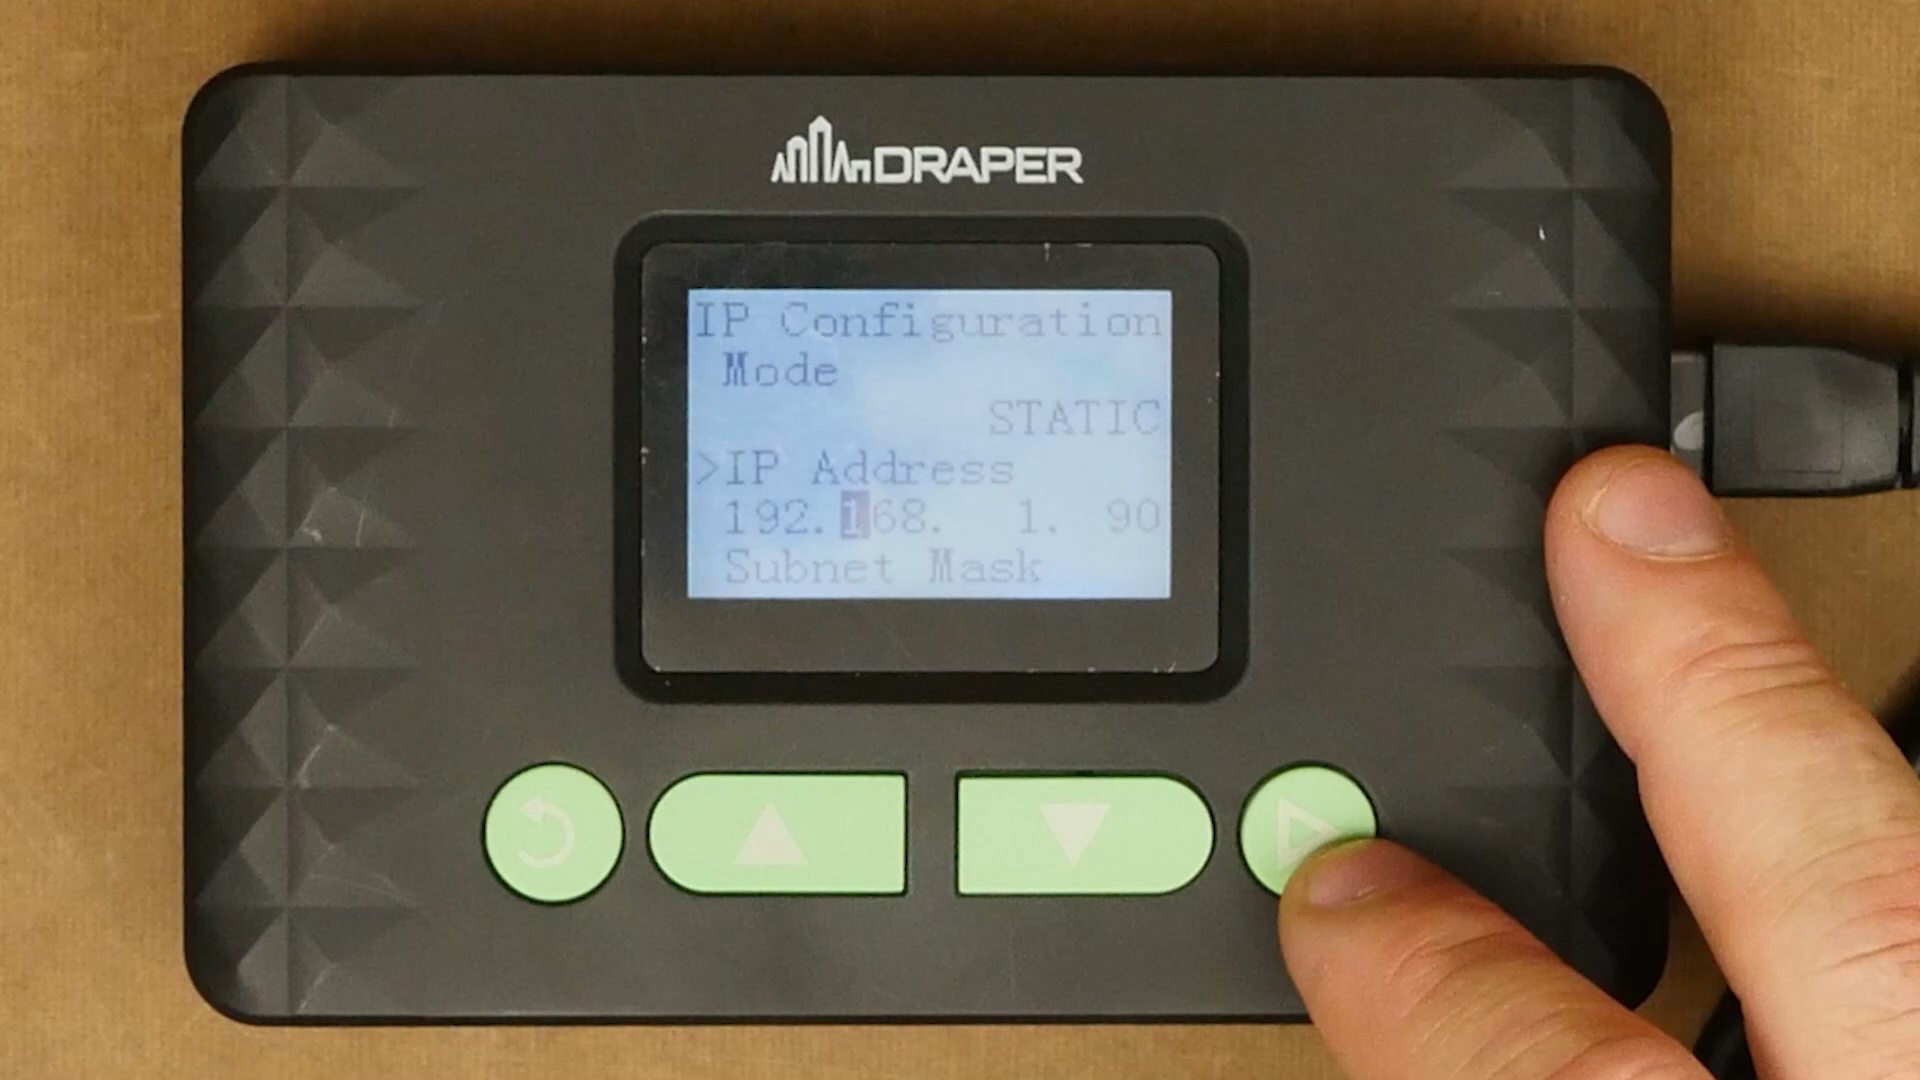 DRAPER
IP Configuration
Mode
STATIC
>IP Address
192.168. 1. 90
Subnet Mask